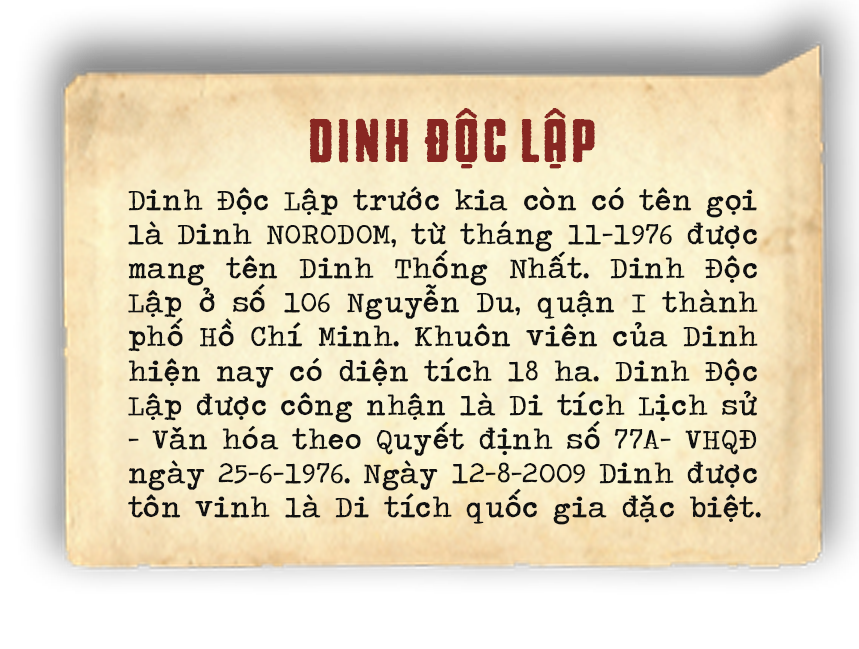 DINH ĐỘC LẬP
Dinh Độc Lập trước kia còn có tên gọi
là Dinh NORODOM, từ tháng 11-1976 được
mang tên Dinh Thống Nhất. Dinh Độc
Lập ở số 106 Nguyễn Du, quận I thành
phố Hồ Chí Minh. Khuôn viên của Dinh
hiện nay có diện tích 18 ha. Dinh Độc
Lập được công nhận là Di tích Lịch sử
- Văn hóa theo Quyết định số 77A- VHQĐ
ngày 25-6-1976. Ngày 12-8-2009 Dinh được
tôn vinh là Di tích quốc gia đặc biệt.